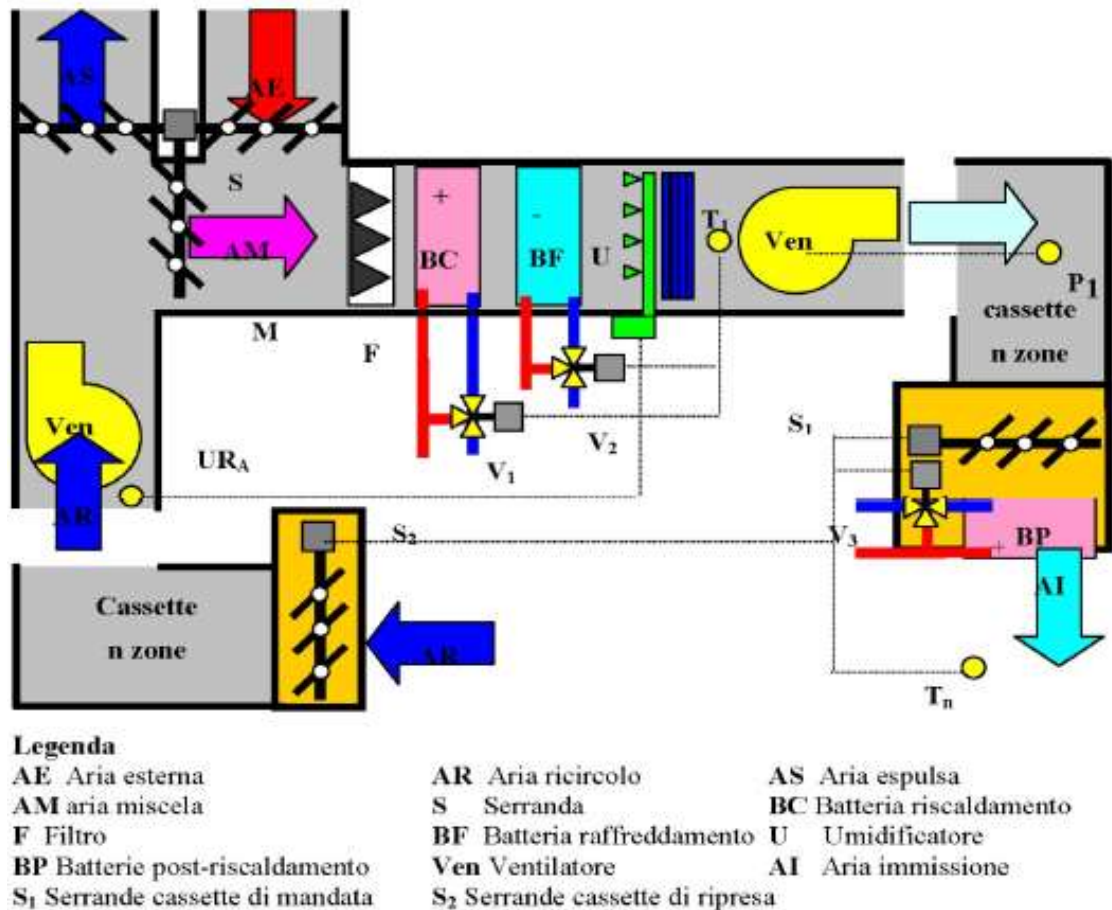 AS
AE
S
AM
+
BC
-
BF
U
T₁
Ven
P₁
cassette
n zone
M
F
Ven
V₂
V₁
URA
AR
S₁
V₃
+
BP
AI
S₂
Cassette
n zone
AR
Tn
Legenda
AE Aria esterna
AR Aria ricircolo
AS Aria espulsa
AM aria miscela
S Serranda
BC Batteria riscaldamento
F Filtro
BF Batteria raffreddamento
U Umidificatore
BP Batterie post-riscaldamento
Ven Ventilatore
AI Aria immissione
S₁ Serrande cassette di mandata
S₂ Serrande cassette di ripresa